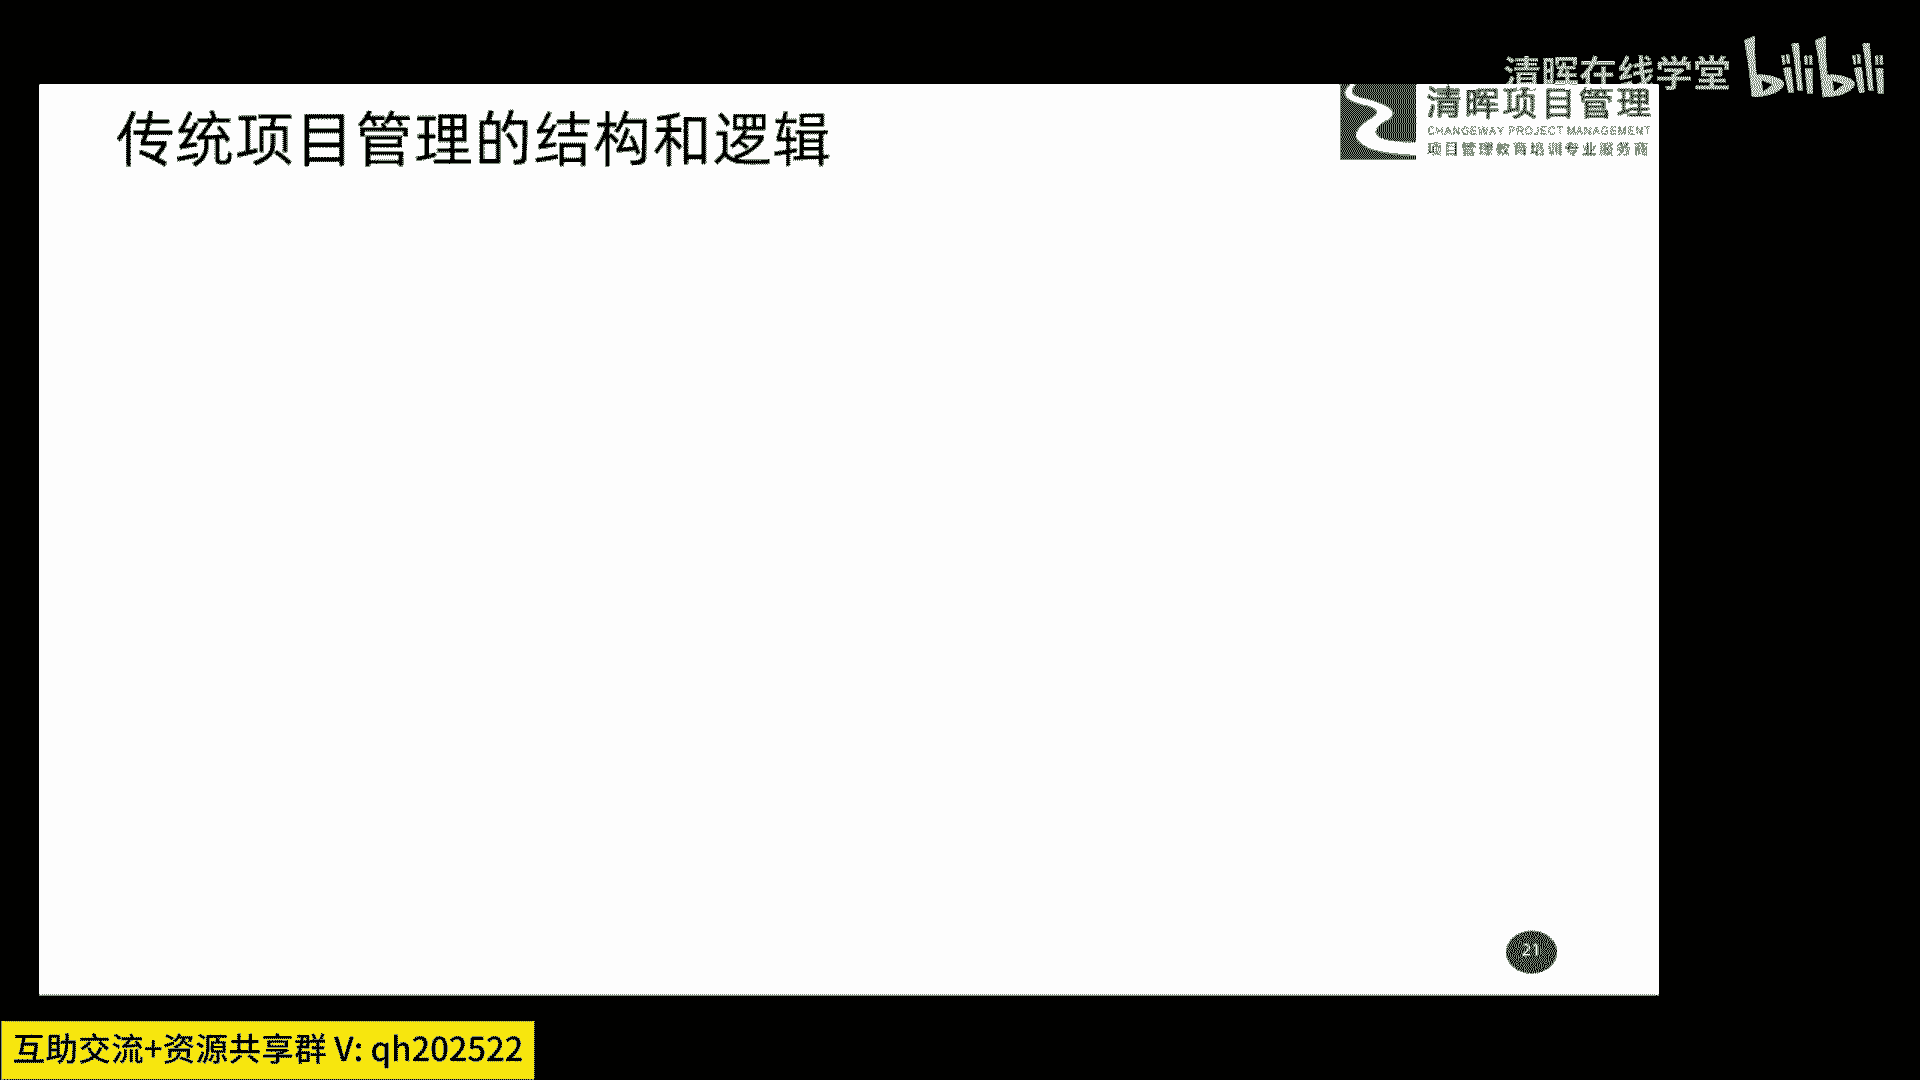 清晖在线学堂 bilibili
传统项目管理的结构和逻辑
清晖项目管理
CHANGEWAY PROJECT MANAGEMENT
项目管理教育培训专业服务商
21
互助交流+资源共享群 V: qh202522